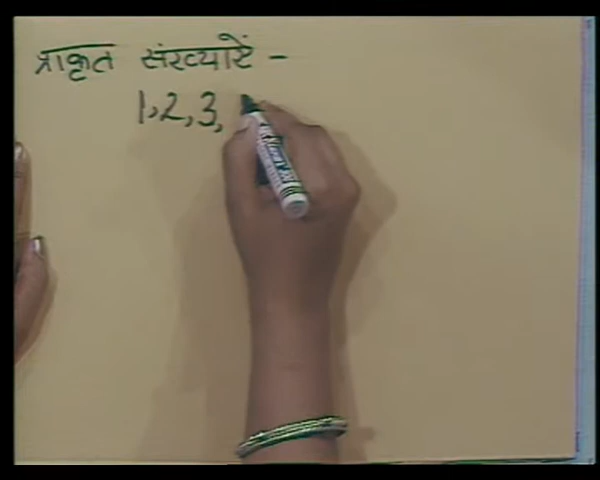 प्राकृत संख्याऐं -
1, 2, 3,